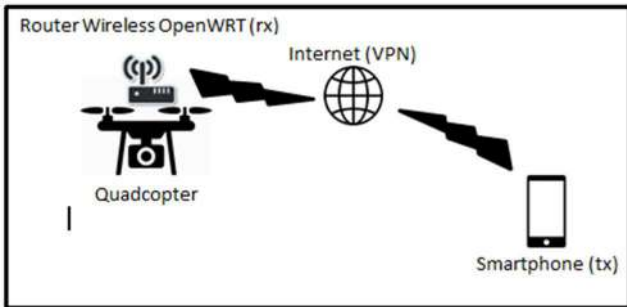 Router Wireless OpenWRT (rx)
Internet (VPN)
Quadcopter
Smartphone (tx)